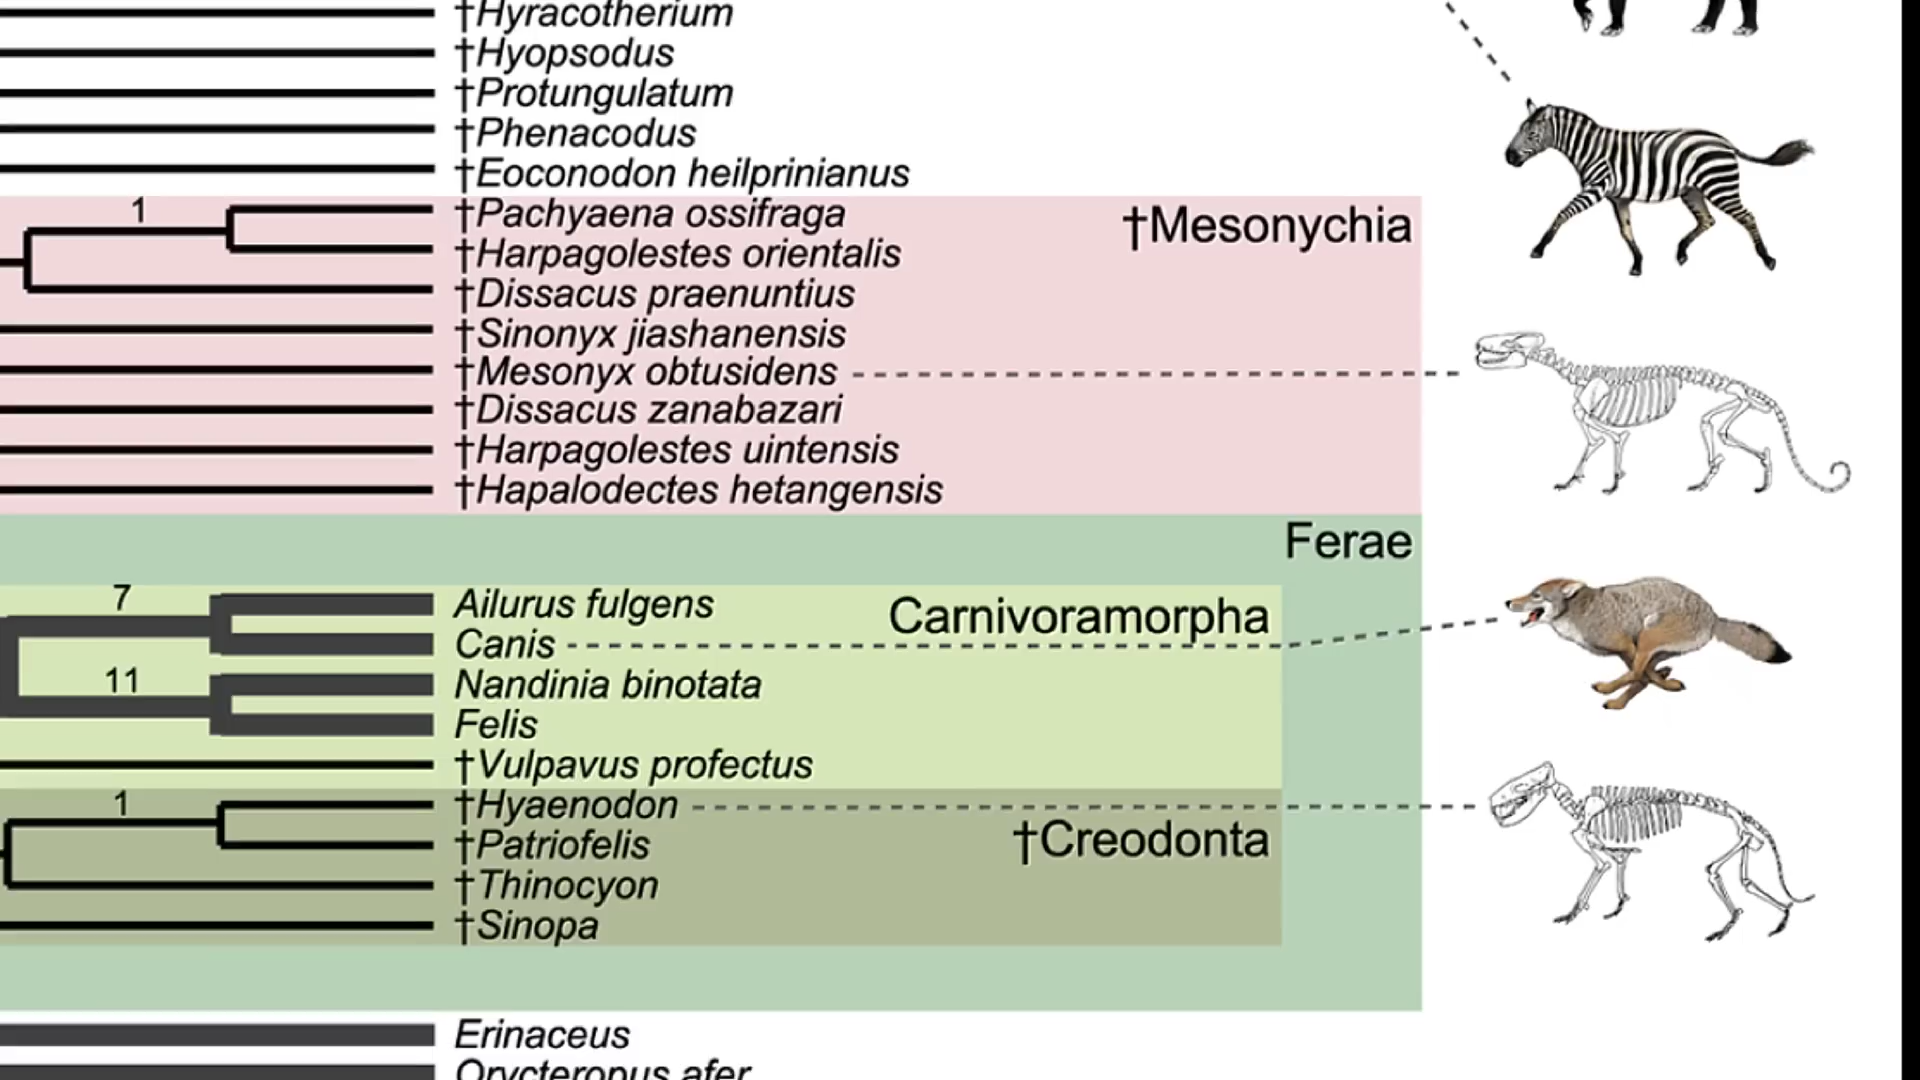 †Hyracotherium
†Hyopsodus
†Protungulatum
†Phenacodus
†Eoconodon heilprinianus
1
†Pachyaena ossifraga
†Mesonychia
†Harpagolestes orientalis
†Dissacus praenuntius
†Sinonyx jiashanensis
†Mesonyx obtusidens
†Dissacus zanabazari
†Harpagolestes uintensis
†Hapalodectes hetangensis
Ferae
7
Ailurus fulgens
Carnivoramorpha
Canis
11
Nandinia binotata
Felis
†Vulpavus profectus
1
†Hyaenodon
†Creodonta
†Patriofelis
†Thinocyon
†Sinopa
Erinaceus
Orycteropus afer